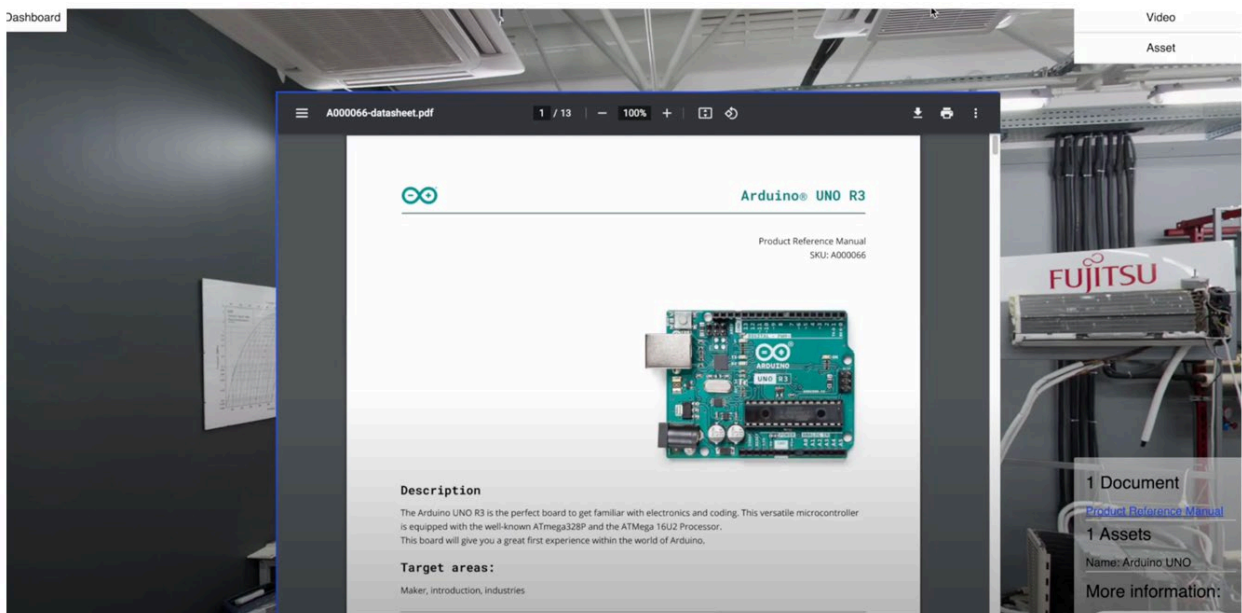 Dashboard
Video
Asset
A000066-datasheet.pdf
1 / 13
100%
Arduino® UNO R3
Product Reference Manual
SKU: A000066
ARDUINO
UNO R3
FUJITSU
Description
The Arduino UNO R3 is the perfect board to get familiar with electronics and coding. This versatile microcontroller
is equipped with the well-known ATmega328P and the ATMega 16U2 Processor.
This board will give you a great first experience within the world of Arduino.
Target areas:
Maker, introduction, industries
1 Document
Product Reference Manual
1 Assets
Name: Arduino UNO
More information: